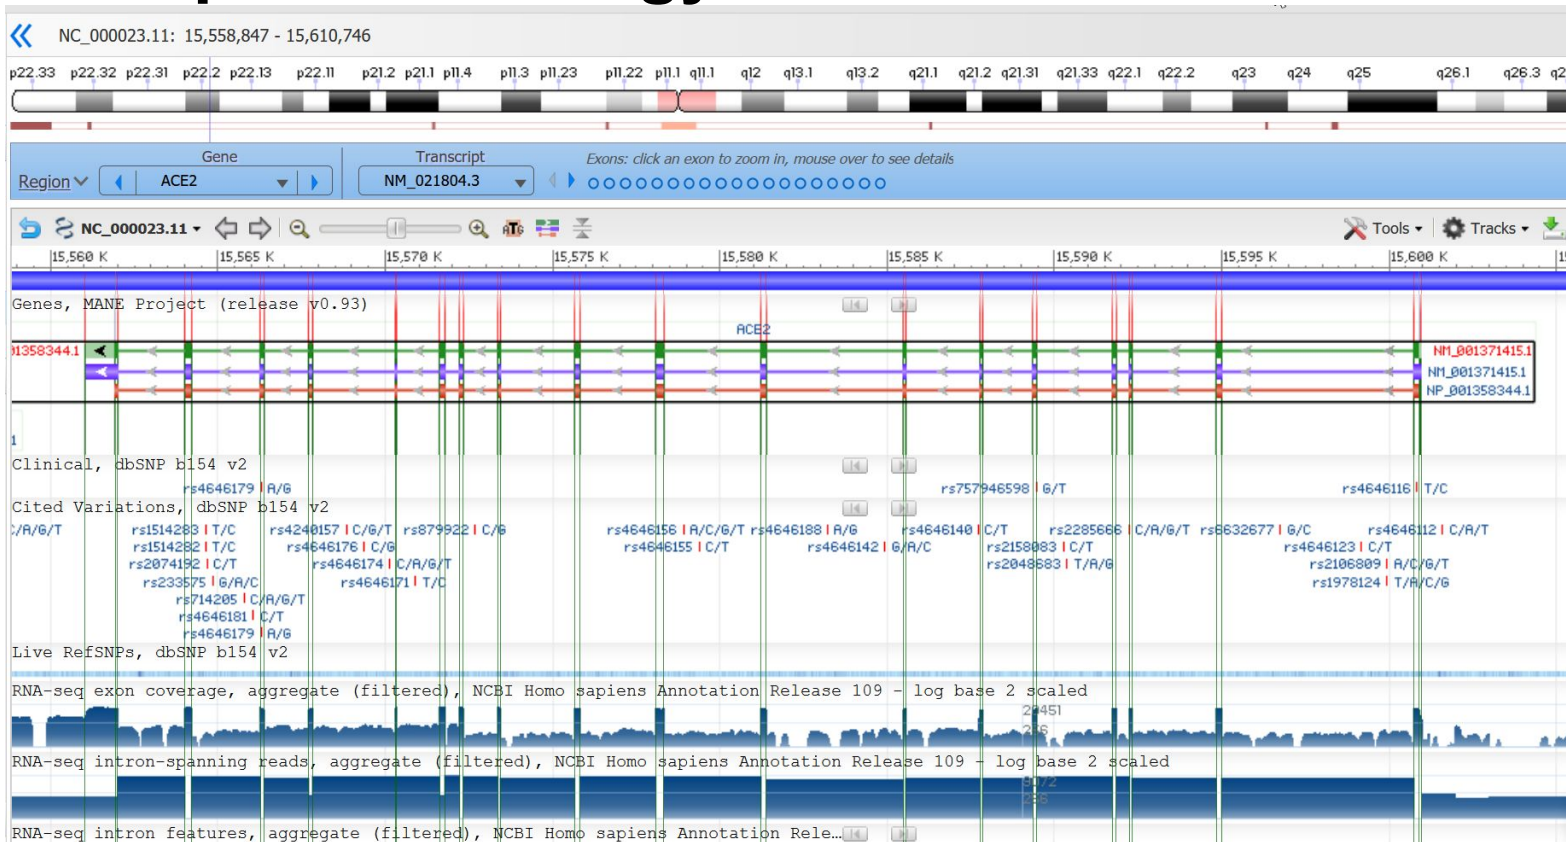 NC_000023.11: 15,558,847 - 15,610,746
p22.33 p22.32 p22.31 p22.2 p22.13 p22.11 p21.2 p21.1 p11.4 p11.3 p11.23 p11.22 p11.1 q11.1 q12 q13.1 q13.2 q21.1 q21.2 q21.31 q21.33 q22.1 q22.2 q23 q24 q25 q26.1 q26.3
Gene Transcript Exons: click an exon to zoom in, mouse over to see details
Region ACE2 NM_021804.3
NC_000023.11 ATG Tools Tracks
15,560 K 15,565 K 15,570 K 15,575 K 15,580 K 15,585 K 15,590 K 15,595 K 15,600 K
Genes, MANE Project (release v0.93)
ACE2
01358344.1 NM_001371415.1
NM_001371415.1
NP_001358344.1
1
Clinical, dbSNP b154 v2
rs4646179 A/G rs757946598 G/T rs4646116 T/C
Cited Variations, dbSNP b154 v2
C/A/G/T rs1514283 T/C rs4240157 C/G/T rs879922 C/G rs4646156 A/C/G/T rs4646188 A/G rs4646140 C/T rs2285666 C/A/G/T rs6632677 G/C rs4646112 C/A/T
rs1514282 T/C rs4646176 C/G rs4646155 C/T rs4646142 G/A/C rs2158083 C/T rs4646123 C/T
rs2074192 C/T rs4646174 C/A/G/T rs2048683 T/A/G rs2106809 A/C/G/T
rs233575 G/A/C rs4646171 T/C rs1978124 T/A/C/G
rs714205 C/A/G/T
rs4646181 C/T
rs4646179 A/G
Live RefSNPs, dbSNP b154 v2
RNA-seq exon coverage, aggregate (filtered), NCBI Homo sapiens Annotation Release 109 - log base 2 scaled
256
RNA-seq intron-spanning reads, aggregate (filtered), NCBI Homo sapiens Annotation Release 109 - log base 2 scaled
256
RNA-seq intron features, aggregate (filtered), NCBI Homo sapiens Annotation Rele...